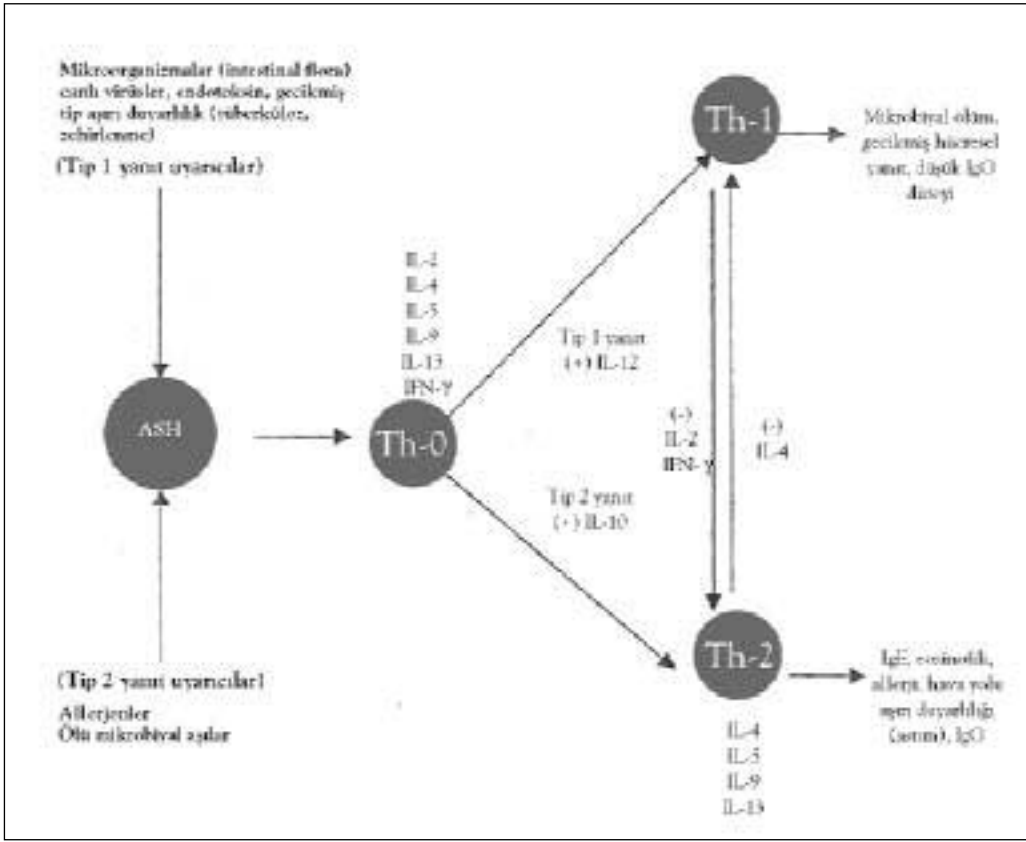 Mikroorganizmalar (intestinal flora)
canlı virüsler, endotoksin, gecikmiş
tip aşırı duyarlılık (tüberküloz,
zehirlenme)
(Tip 1 yanıt uyarıcılar)
Th-1
Mikrobiyal ölüm,
gecikmiş hücresel
yanıt, düşük IgG
düzeyi
IL-2
IL-4
IL-5
IL-9
IL-13
IFN-γ
Tip 1 yanıt
(+) IL-12
ASH
Th-0
(-)
IL-2
IFN-γ
(-)
IL-4
Tip 2 yanıt
(+) IL-10
(Tip 2 yanıt uyarıcılar)
Allerjenler
Ölü mikrobiyal aşılar
Th-2
IgE, eozinofili,
allerji, hava yolu
aşırı duyarlılığı
(astım), IgG
IL-4
IL-5
IL-9
IL-13